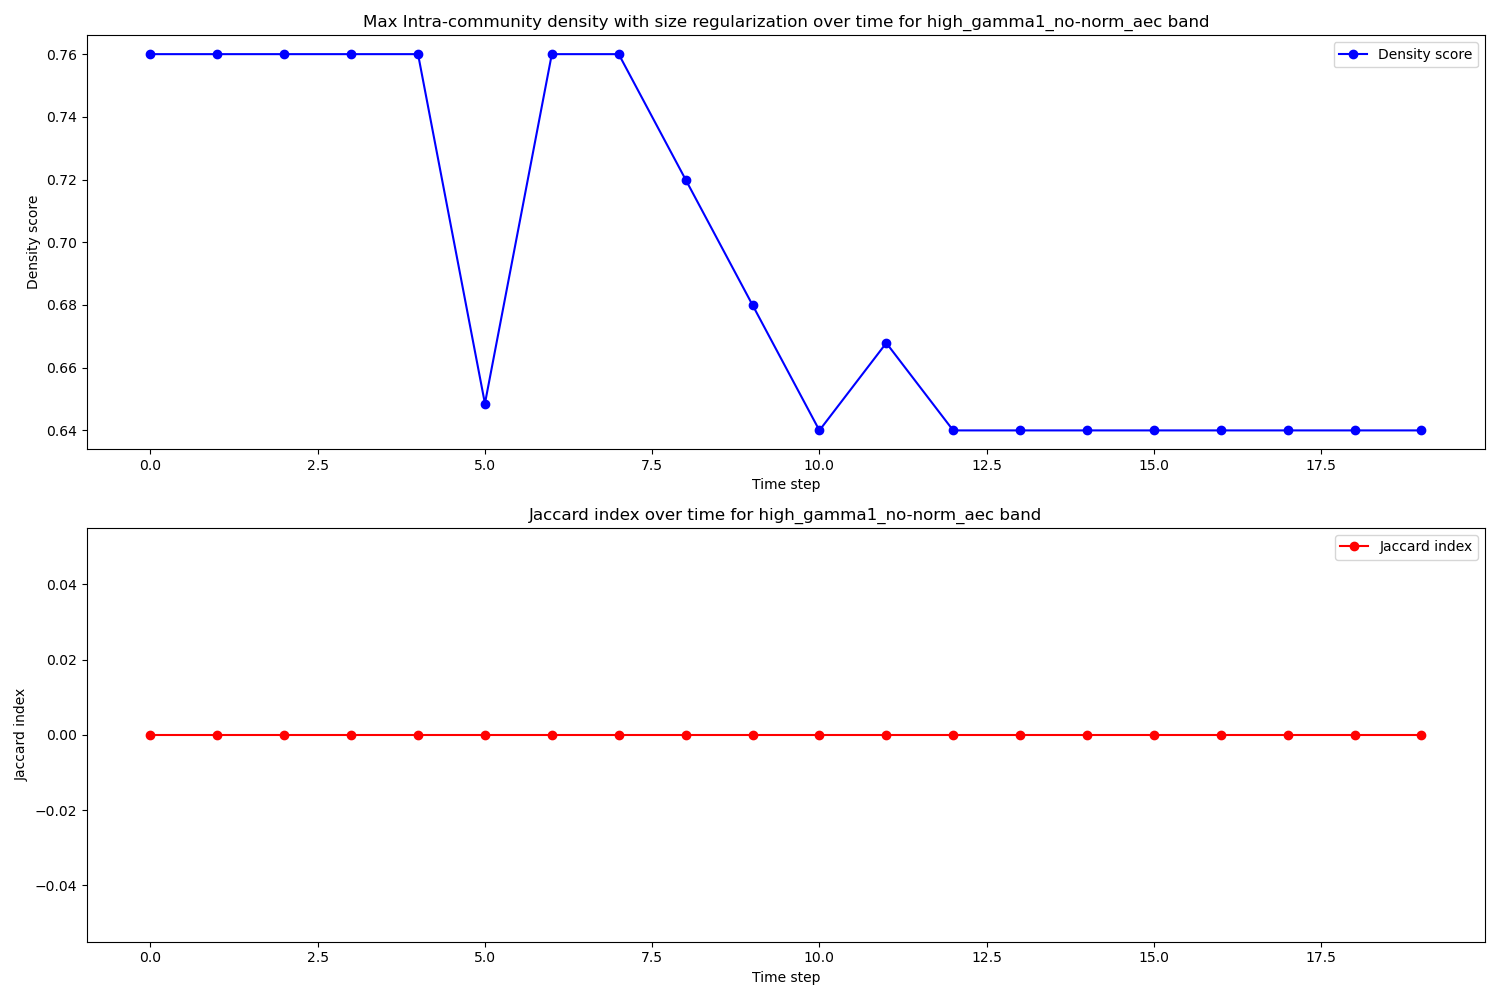 Max Intra-community density with size regularization over time for high_gamma1_no-norm_aec band
Density score
0.76
0.74
0.72
0.70
0.68
0.66
0.64
Density score
0.0 2.5 5.0 7.5 10.0 12.5 15.0 17.5
Time step
Jaccard index over time for high_gamma1_no-norm_aec band
Jaccard index
0.04
0.02
0.00
−0.02
−0.04
Jaccard index
0.0 2.5 5.0 7.5 10.0 12.5 15.0 17.5
Time step